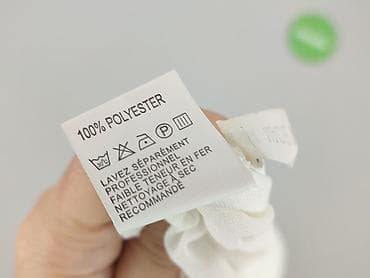 100% POLYESTER
P
LAVEZ SÉPARÉMENT
PROFESSIONNEL
FAIBLE TENEUR EN FER
NETTOYAGE À SEC
RECOMMANDÉ